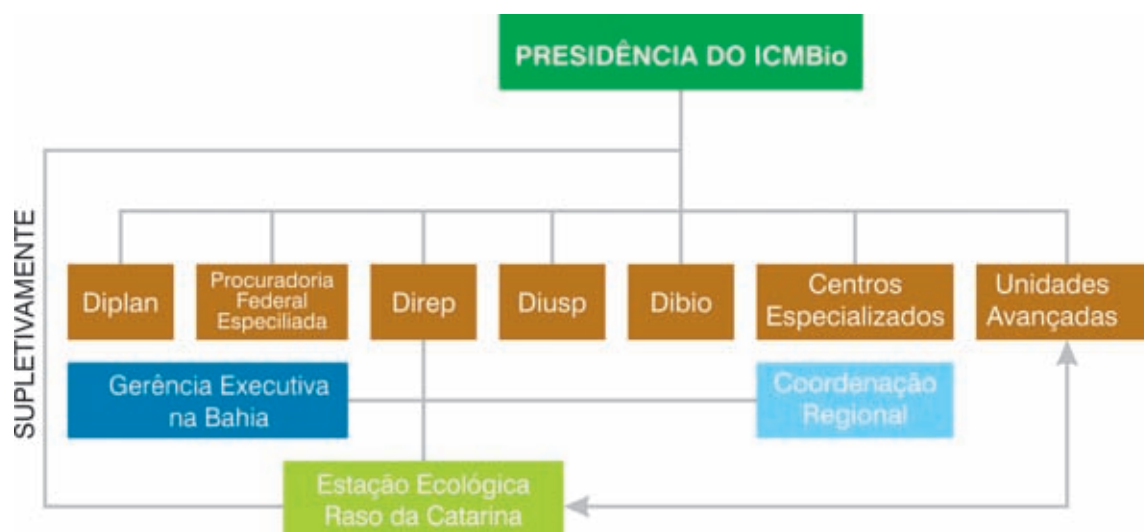 PRESIDÊNCIA DO ICMBio
SUPLETIVAMENTE
Diplan
Procuradoria
Federal
Especiliada
Direp
Diusp
Dibio
Centros
Especializados
Unidades
Avançadas
Gerência Executiva
na Bahia
Coordenação
Regional
Estação Ecológica
Raso da Catarina